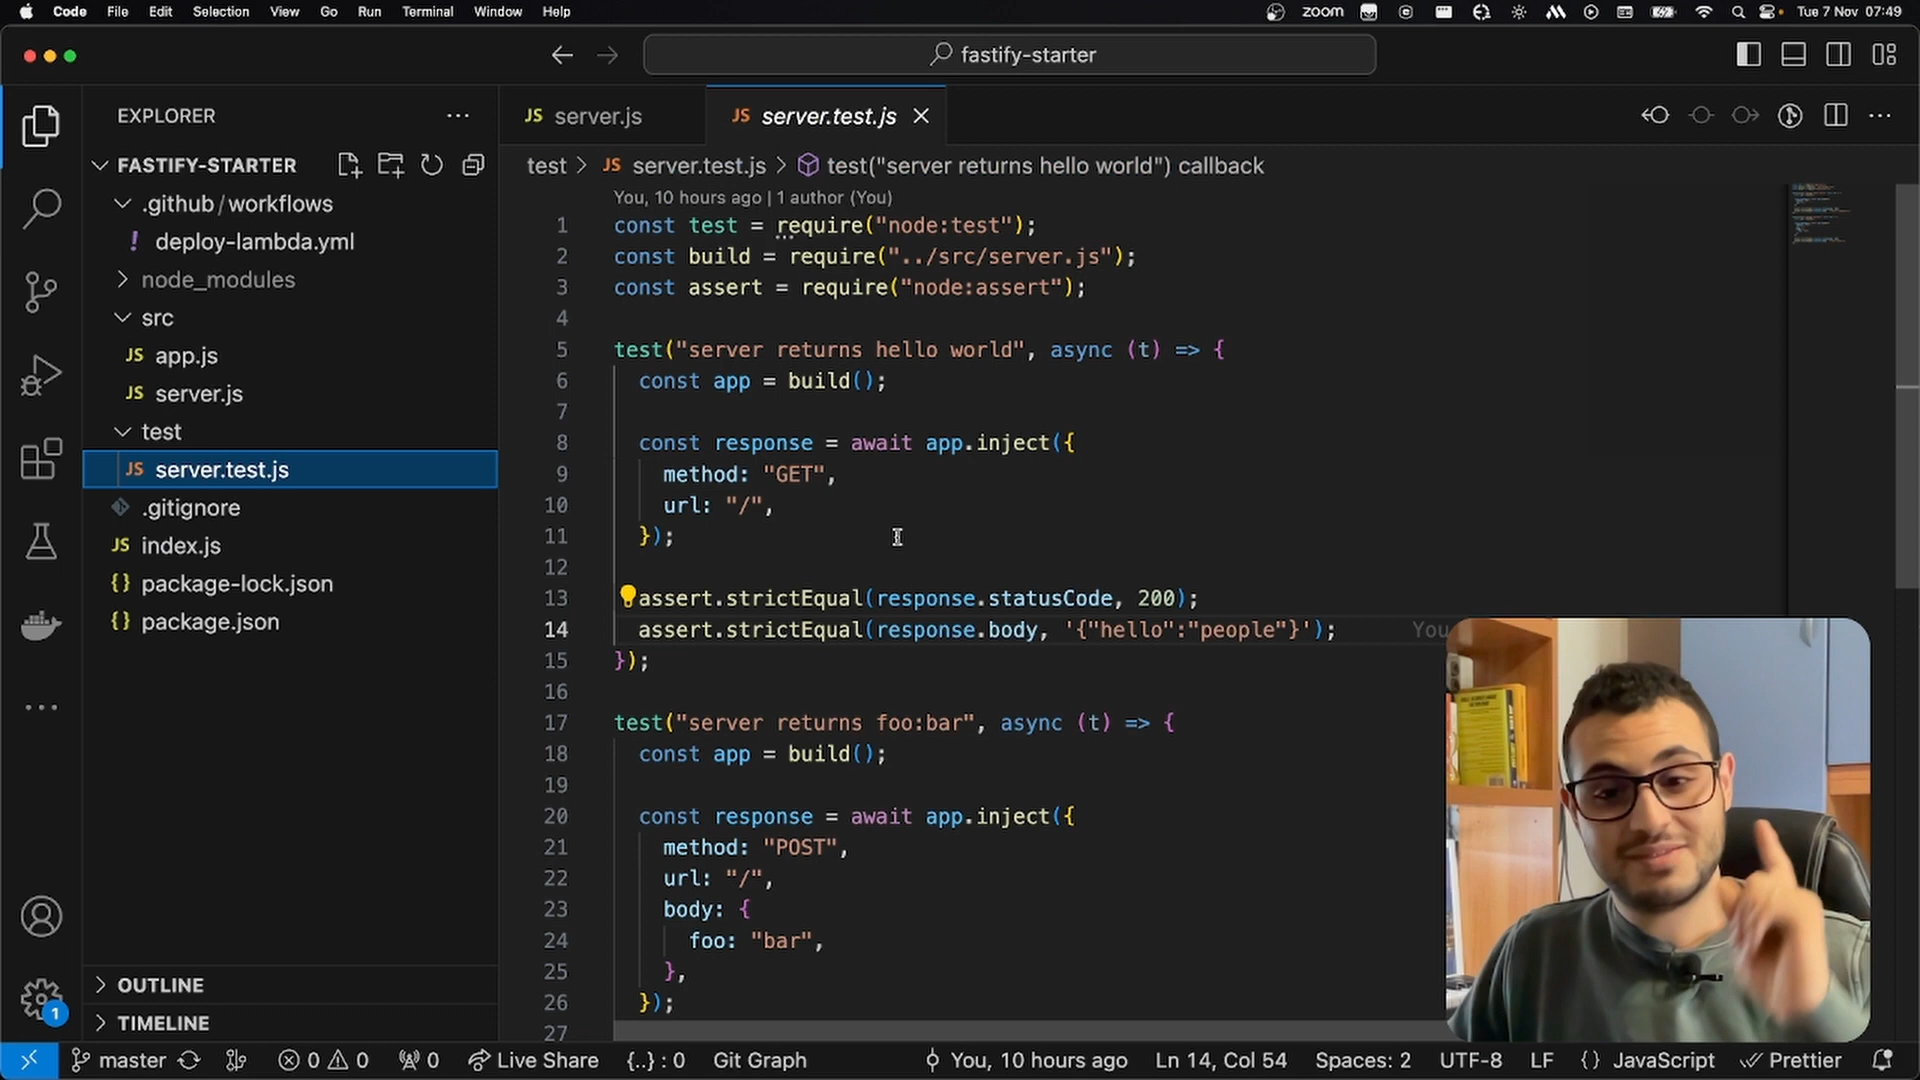 Code File Edit Selection View Go Run Terminal Window Help zoom Tue 7 Nov 07:49
fastify-starter
EXPLORER
JS server.js
JS server.test.js
FASTIFY-STARTER
.github/workflows
! deploy-lambda.yml
node_modules
src
JS app.js
JS server.js
test
JS server.test.js
.gitignore
JS index.js
{} package-lock.json
{} package.json
1
OUTLINE
TIMELINE
test > JS server.test.js > test("server returns hello world") callback
You, 10 hours ago | 1 author (You)
1 const test = require("node:test");
2 const build = require("../src/server.js");
3 const assert = require("node:assert");
4
5 test("server returns hello world", async (t) => {
6 const app = build();
7
8 const response = await app.inject({
9 method: "GET",
10 url: "/",
11 });
12
13 assert.strictEqual(response.statusCode, 200);
14 assert.strictEqual(response.body, '{"hello":"people"}'); You
15 });
16
17 test("server returns foo:bar", async (t) => {
18 const app = build();
19
20 const response = await app.inject({
21 method: "POST",
22 url: "/",
23 body: {
24 foo: "bar",
25 },
26 });
27
master 0 0 0 Live Share {..} : 0 Git Graph You, 10 hours ago Ln 14, Col 54 Spaces: 2 UTF-8 LF {} JavaScript Prettier